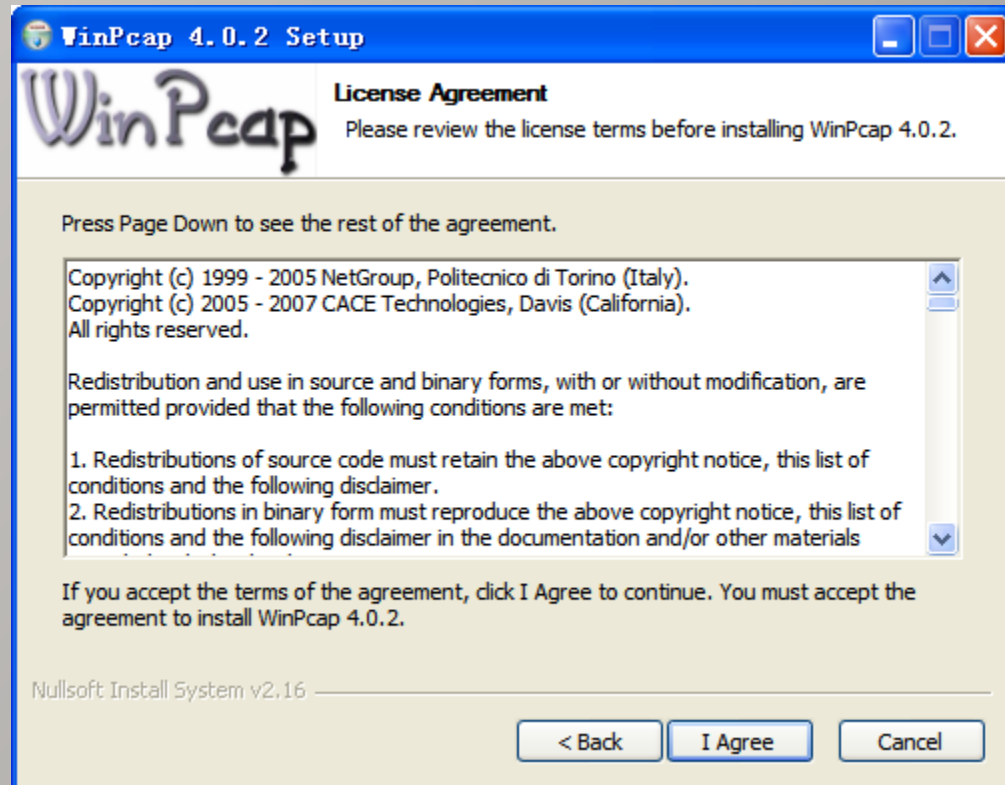 WinPcap 4.0.2 Setup
WinPcap
License Agreement
Please review the license terms before installing WinPcap 4.0.2.
Press Page Down to see the rest of the agreement.
Copyright (c) 1999 - 2005 NetGroup, Politecnico di Torino (Italy).
Copyright (c) 2005 - 2007 CACE Technologies, Davis (California).
All rights reserved.
Redistribution and use in source and binary forms, with or without modification, are
permitted provided that the following conditions are met:
1. Redistributions of source code must retain the above copyright notice, this list of
conditions and the following disclaimer.
2. Redistributions in binary form must reproduce the above copyright notice, this list of
conditions and the following disclaimer in the documentation and/or other materials
If you accept the terms of the agreement, click I Agree to continue. You must accept the
agreement to install WinPcap 4.0.2.
Nullsoft Install System v2.16
< Back
I Agree
Cancel